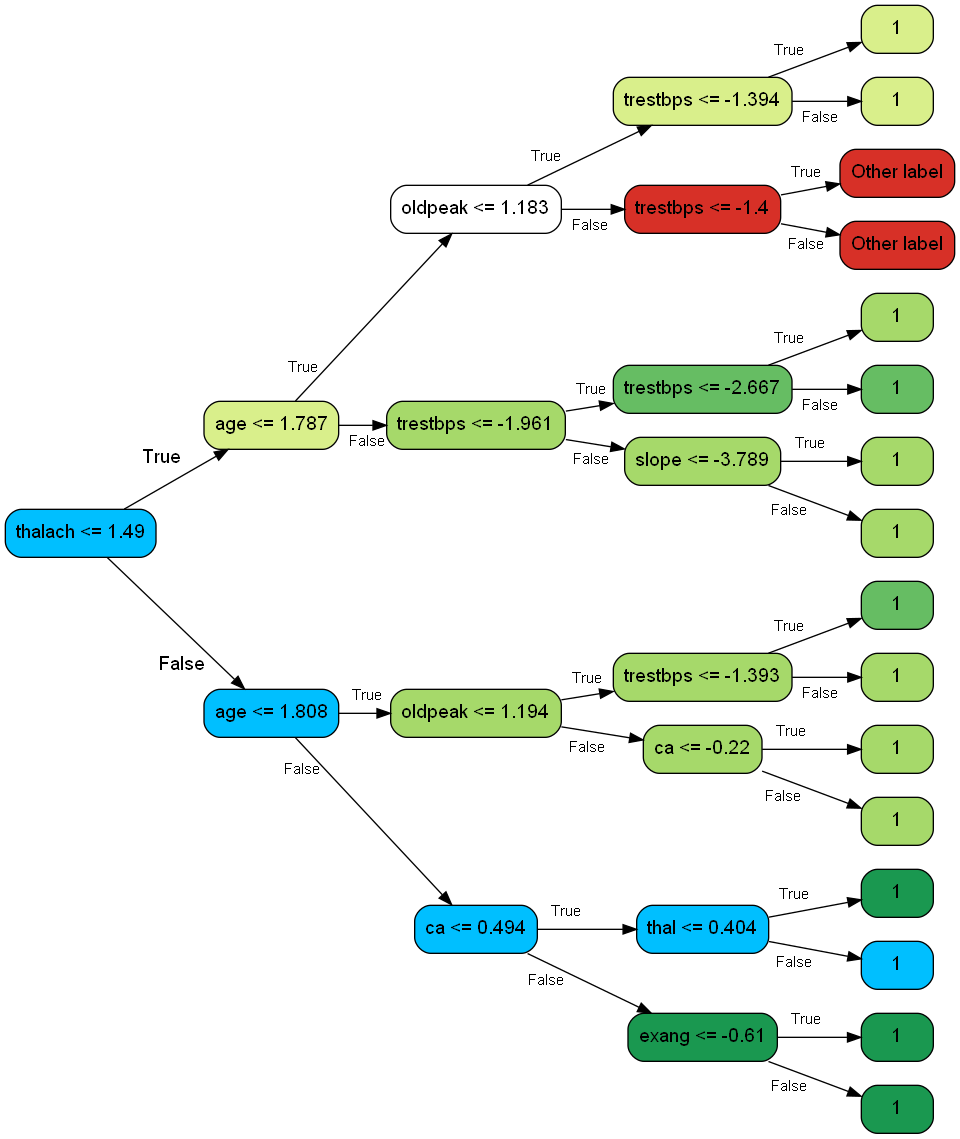 1
True
trestbps <= -1.394
1
False
True
Other label
True
oldpeak <= 1.183
trestbps <= -1.4
False
Other label
False
1
True
True
trestbps <= -2.667
1
True
False
age <= 1.787
trestbps <= -1.961
False
1
True
True
slope <= -3.789
False
False
thalach <= 1.49
1
1
True
False
trestbps <= -1.393
1
True
True
False
age <= 1.808
oldpeak <= 1.194
1
True
False
ca <= -0.22
False
False
1
1
True
True
ca <= 0.494
thal <= 0.404
1
False
False
True
exang <= -0.61
1
False
1